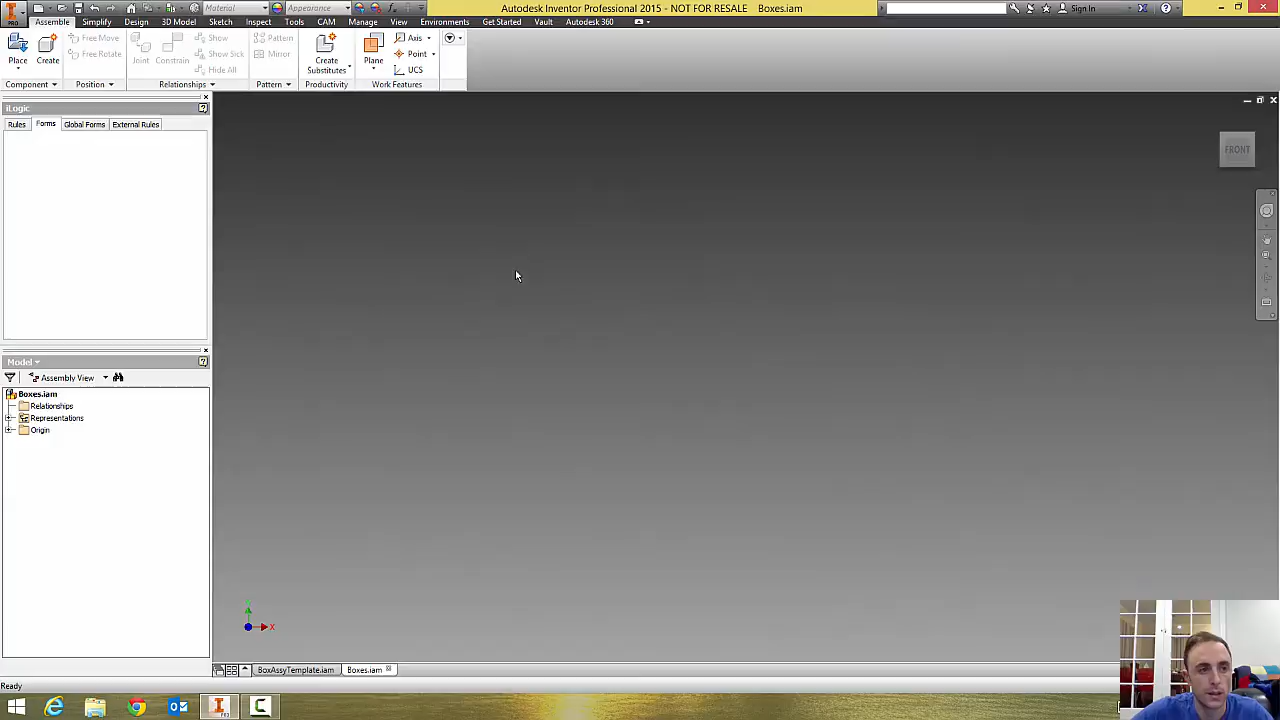 Material
Appearance
Autodesk Inventor Professional 2015 - NOT FOR RESALE Boxes.iam
Sign In
PRO
Assemble Simplify Design 3D Model Sketch Inspect Tools CAM Manage View Environments Get Started Vault Autodesk 360
Place
Create
Free Move
Free Rotate
Joint
Constrain
Show
Show Sick
Hide All
Pattern
Mirror
Create
Substitutes
Plane
Axis
Point
UCS
Component Position Relationships Pattern Productivity Work Features
iLogic
Rules Forms Global Forms External Rules
FRONT
Model
Assembly View
Boxes.iam
Relationships
Representations
Origin
X
BoxAssyTemplate.iam Boxes.iam
Ready
PRO